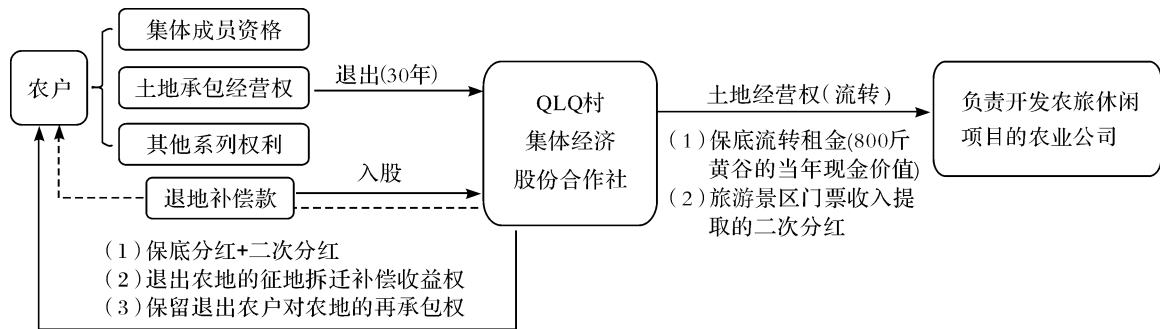 集体成员资格
农户
土地承包经营权
其他系列权利
退地补偿款
退出(30年)
入股
QLQ村
集体经济
股份合作社
土地经营权(流转)
(1)保底流转租金(800斤
黄谷的当年现金价值)
(2)旅游景区门票收入提
取的二次分红
负责开发农旅休闲
项目的农业公司
(1)保底分红+二次分红
(2)退出农地的征地拆迁补偿收益权
(3)保留退出农户对农地的再承包权